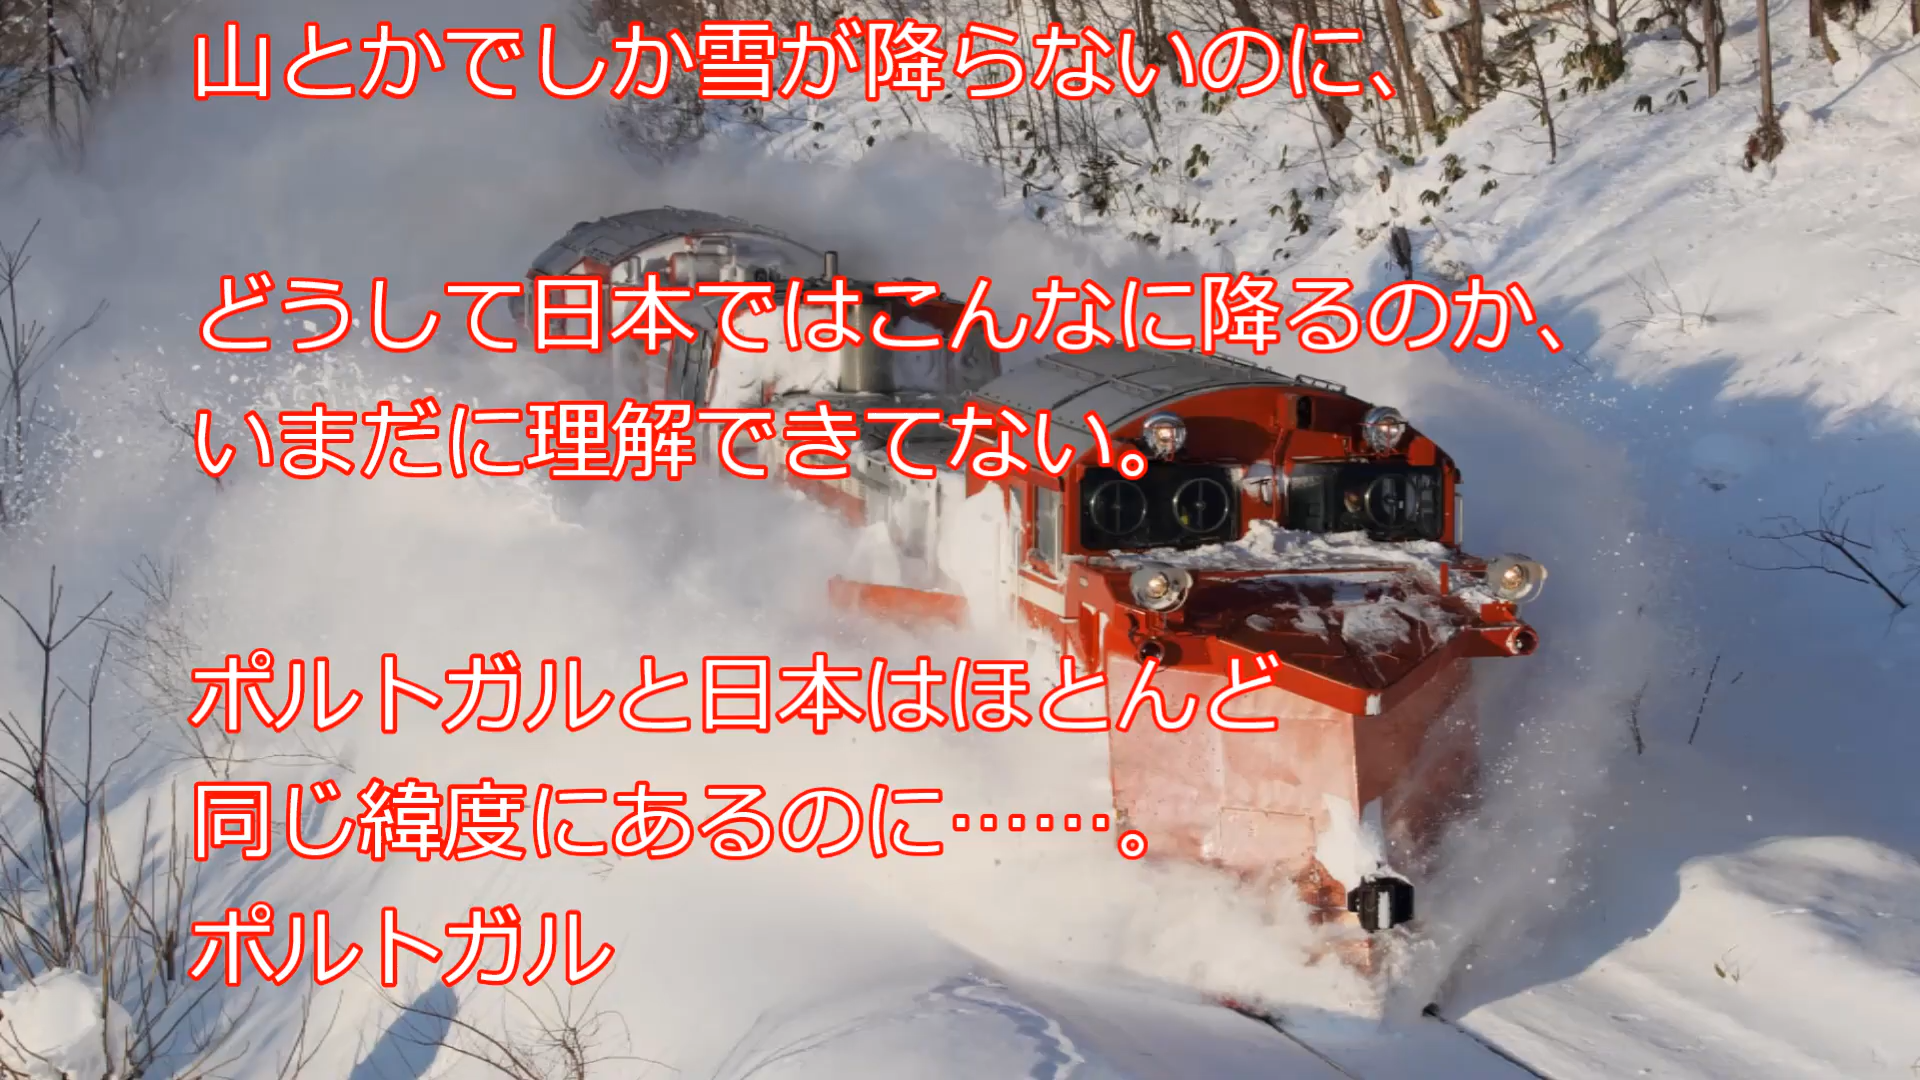 山とかでしか雪が降らないのに、
どうして日本ではこんなに降るのか、
いまだに理解できてない。
ポルトガルと日本はほとんど
同じ緯度にあるのに……。
ポルトガル